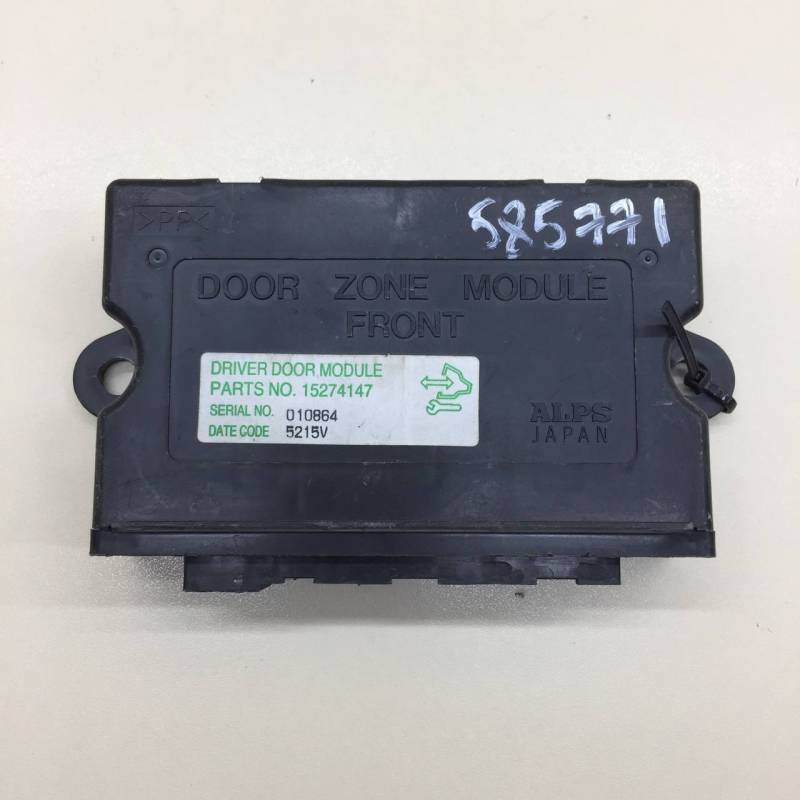 >PP<
585771
DOOR ZONE MODULE
FRONT
DRIVER DOOR MODULE
PARTS NO. 15274147
SERIAL NO. 010864
DATE CODE 5215V
ALPS
JAPAN